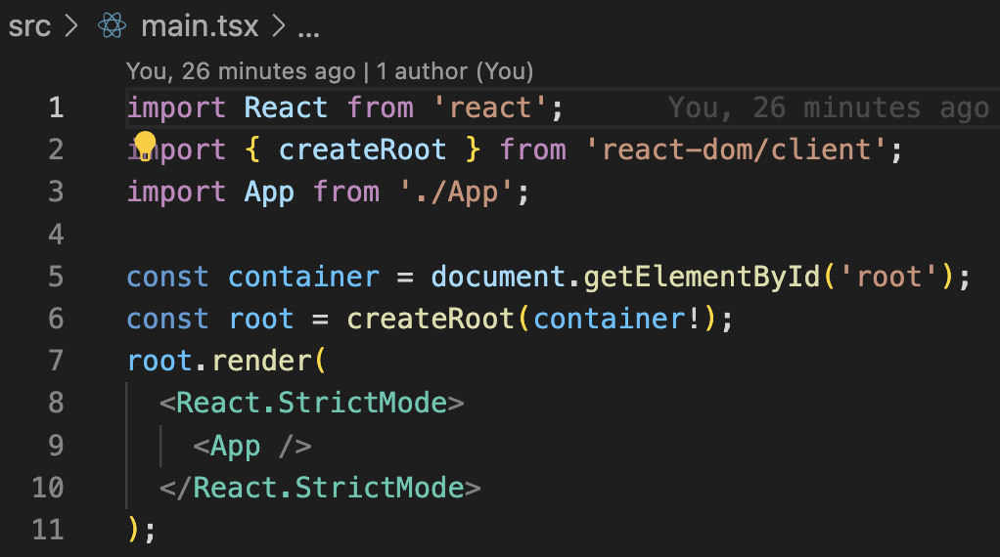 src > main.tsx > ...
You, 26 minutes ago | 1 author (You)
1 import React from 'react'; You, 26 minutes ago
2 import { createRoot } from 'react-dom/client';
3 import App from './App';
4
5 const container = document.getElementById('root');
6 const root = createRoot(container!);
7 root.render(
8 <React.StrictMode>
9 <App />
10 </React.StrictMode>
11 );